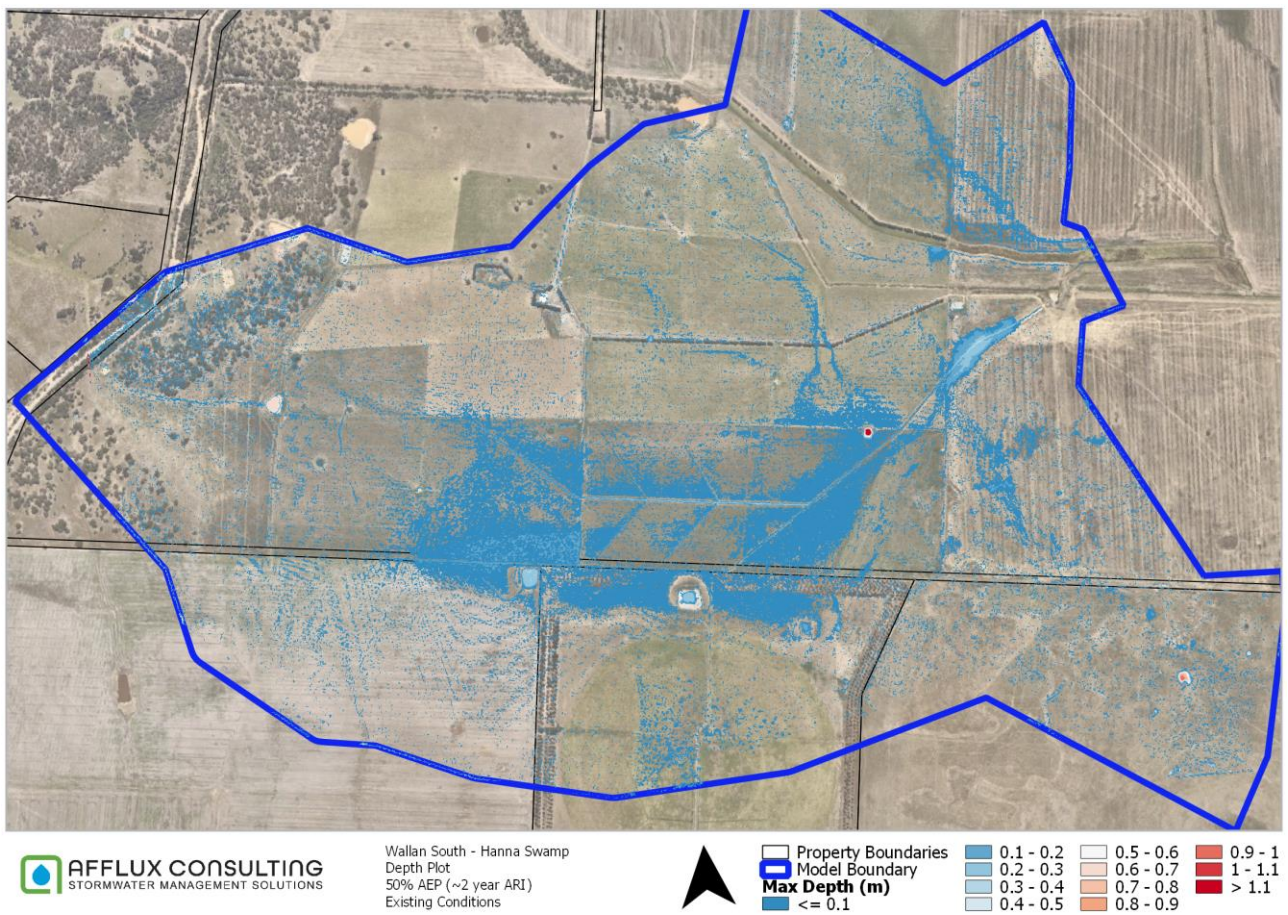 AFFLUX CONSULTING
STORMWATER MANAGEMENT SOLUTIONS
Wallan South - Hanna Swamp
Depth Plot
50% AEP (~2 year ARI)
Existing Conditions
Property Boundaries
Model Boundary
Max Depth (m)
<= 0.1
0.1 - 0.2
0.2 - 0.3
0.3 - 0.4
0.4 - 0.5
0.5 - 0.6
0.6 - 0.7
0.7 - 0.8
0.8 - 0.9
0.9 - 1
1 - 1.1
> 1.1